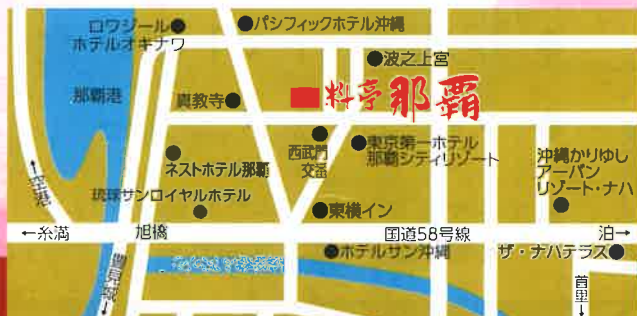 ロワジール
ホテルオキナワ
パシフィックホテル沖縄
波之上宮
那覇港
真教寺
料亭那覇
西武門
交番
東京第一ホテル
那覇シティリゾート
沖縄かりゆし
アーバン
リゾート・ナハ
ネストホテル那覇
琉球サンロイヤルホテル
←空港
東横イン
←糸満
旭橋
国道58号線
泊→
豊見城→
ホテルサン沖縄
ザ・ナハテラス
首里→